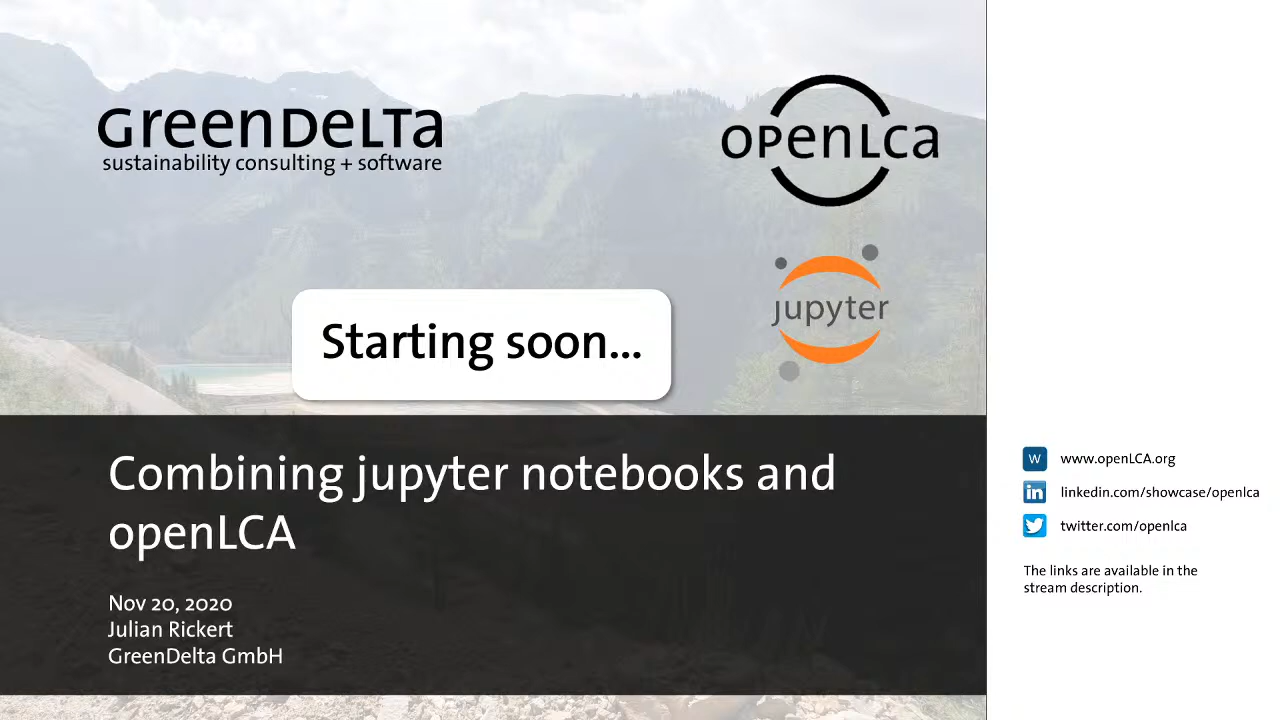 GreenDelta
sustainability consulting + software
openLca
jupyter
Starting soon...
Combining jupyter notebooks and
openLCA
Nov 20, 2020
Julian Rickert
GreenDelta GmbH
W www.openLCA.org
in linkedin.com/showcase/openlca
twitter.com/openlca
The links are available in the
stream description.